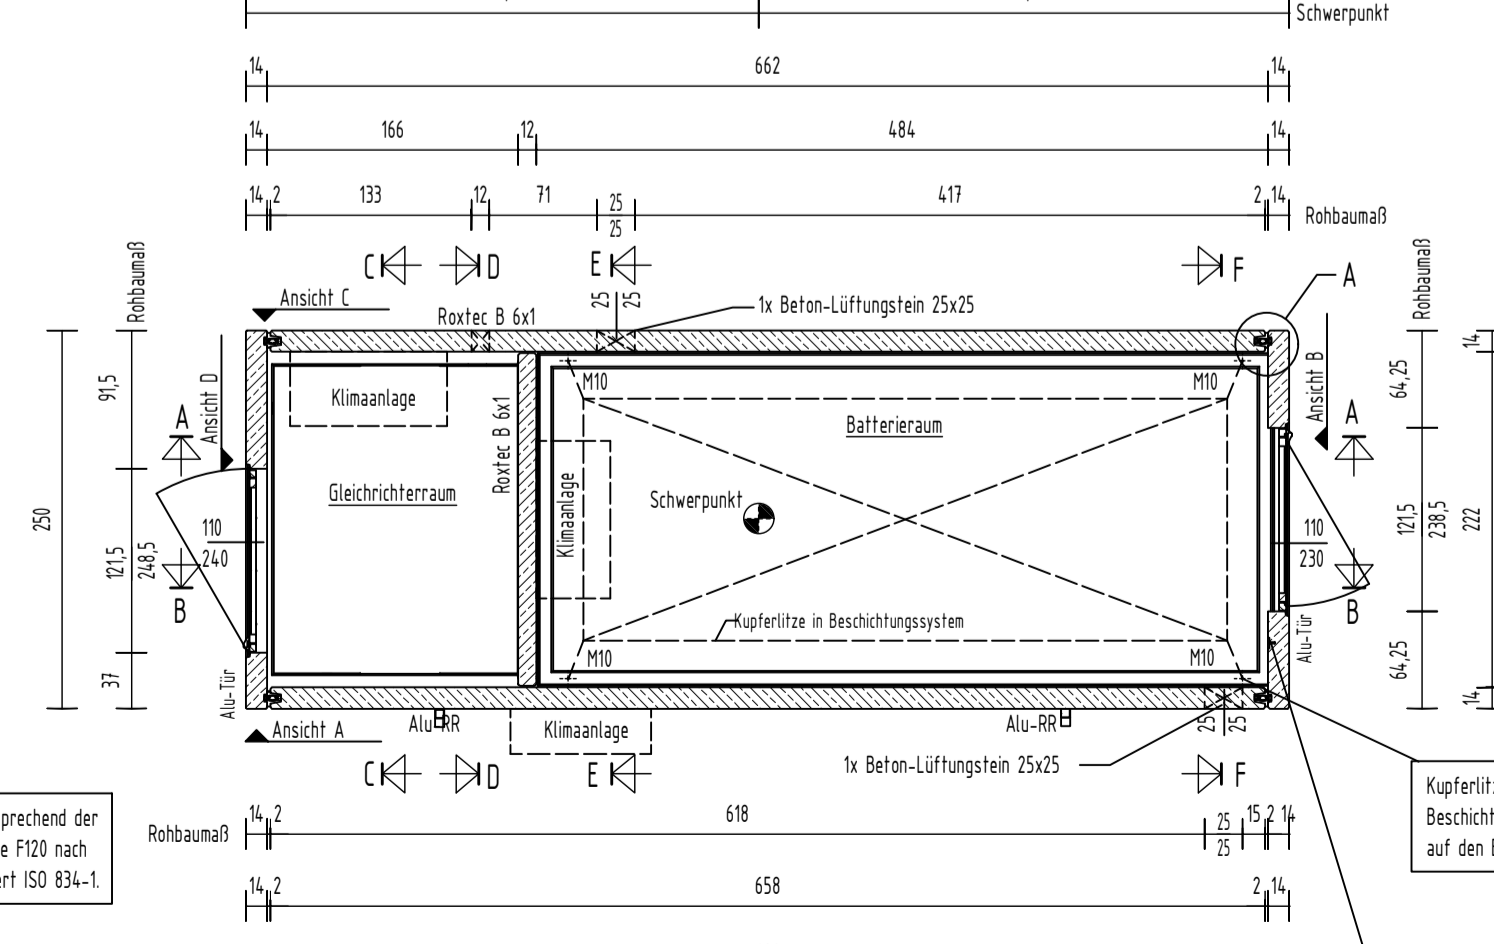 Schwerpunkt
14 662 14
14 166 12 484 14
14 2 133 12 71 25 417 2 14
25
Rohbaumaß
Rohbaumaß
Rohbaumaß
C D E F
A
Ansicht C
Roxtec B 6x1
25 25
1x Beton-Lüftungstein 25x25
Ansicht D
Ansicht B
91,5
64,25
14
A
A
M10
M10
Klimaanlage
Batterieraum
Roxtec B 6x1
Gleichrichterraum
Klimaanlage
Schwerpunkt
250
121,5
248,5
110
240
110
230
121,5
238,5
222
B
B
Kupferlitze in Beschichtungssystem
M10
M10
37
64,25
14
Alu-Tür
Alu-Tür
Ansicht A
Alu-RR
Klimaanlage
Alu-RR
25 25
1x Beton-Lüftungstein 25x25
C D E F
prechend der
e F120 nach
ert ISO 834-1.
Kupferlitz
Beschicht
auf den
Rohbaumaß
14 2 618 25 15 2 14
25
14 2 658 2 14